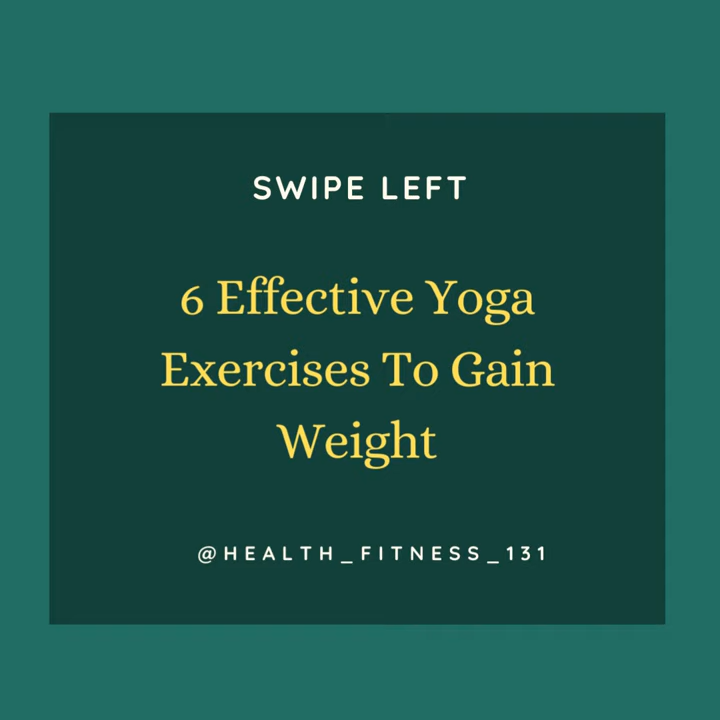 SWIPE LEFT
6 Effective Yoga
Exercises To Gain
Weight
@HEALTH_FITNESS_131